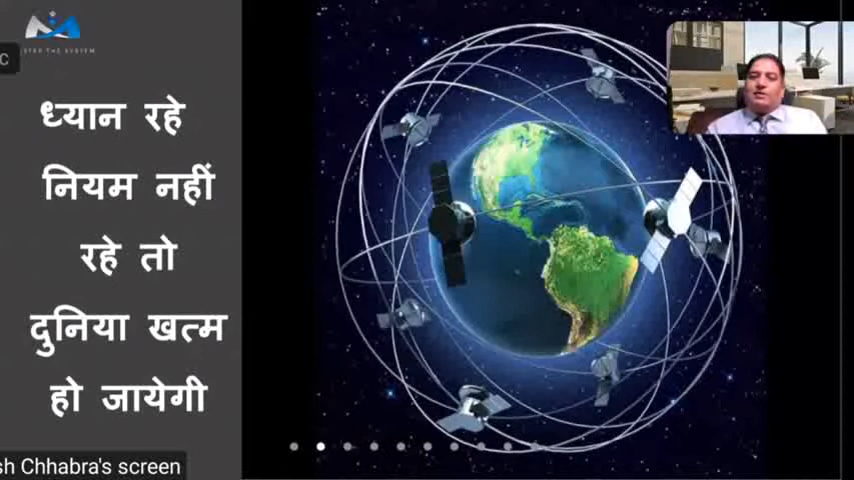 ध्यान रहे
नियम नहीं
रहे तो
दुनिया खत्म
हो जायेगी
sh Chhabra's screen